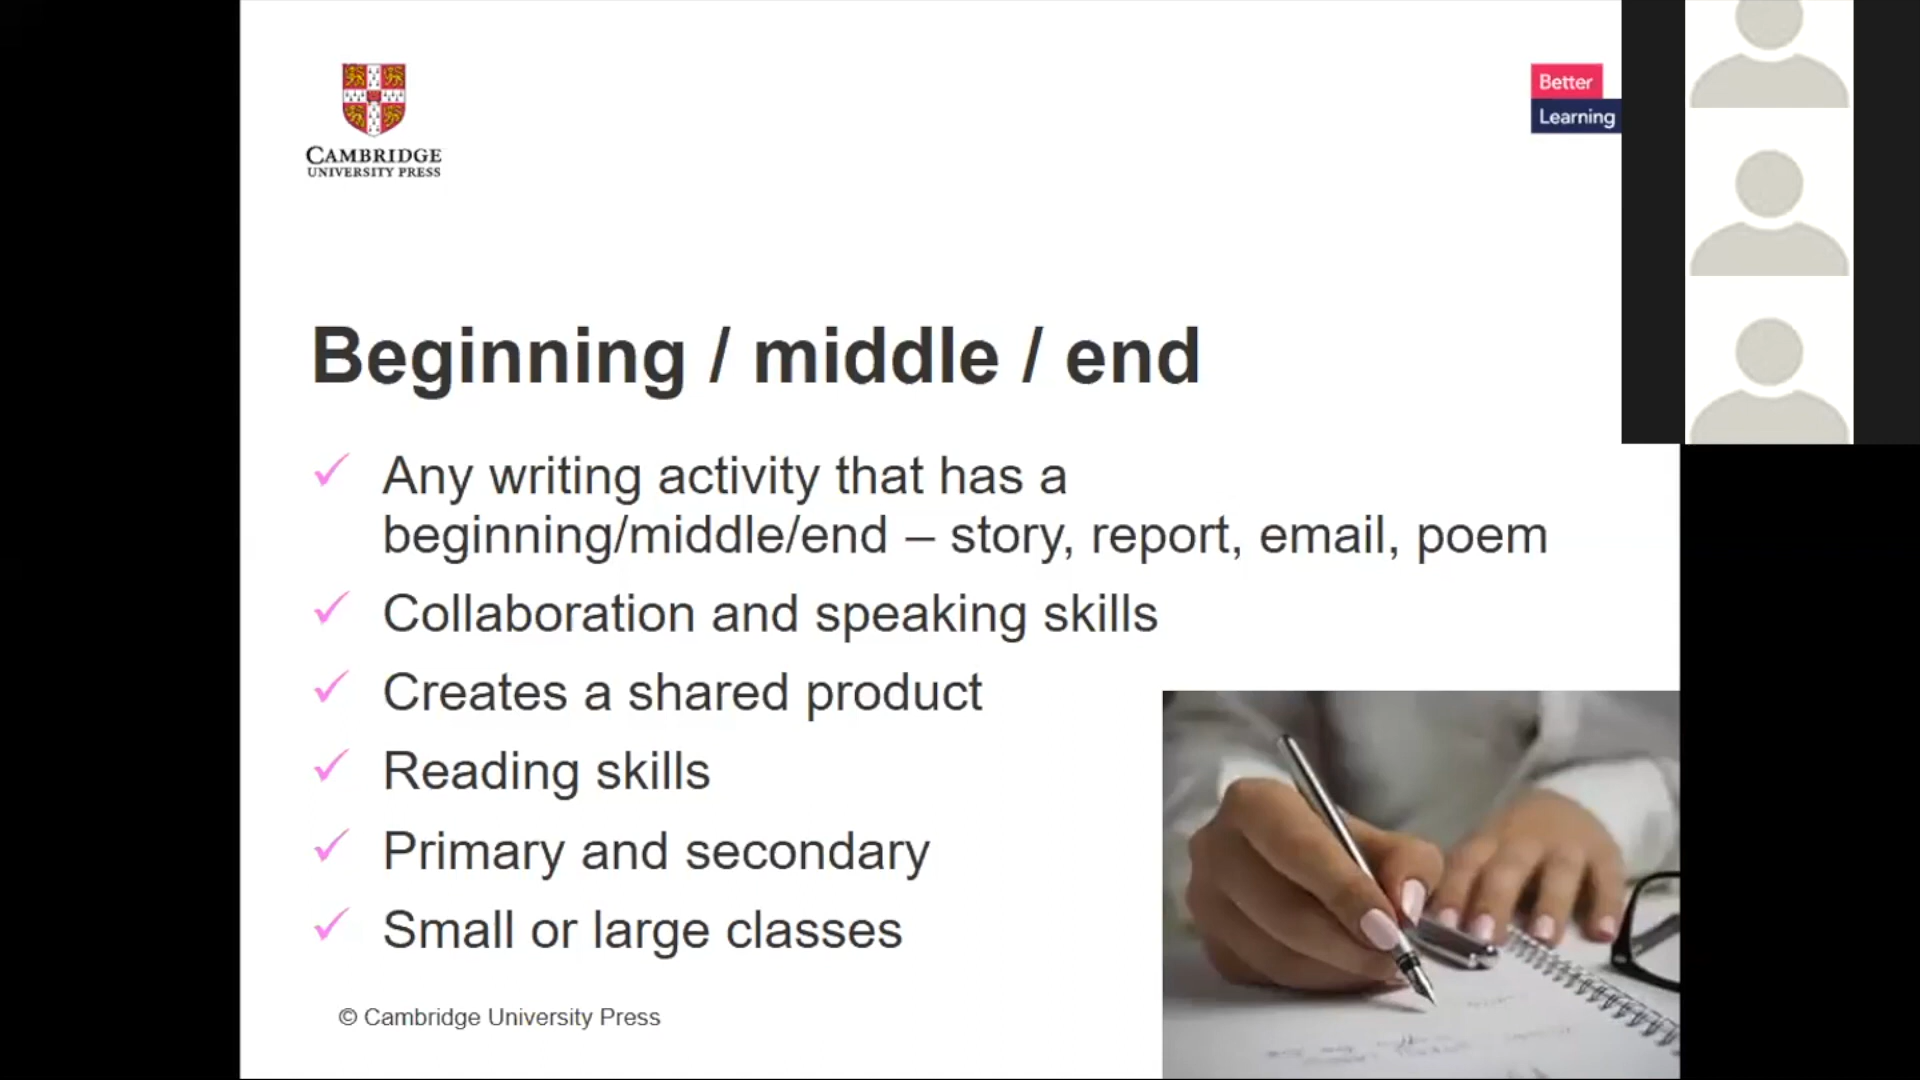 CAMBRIDGE
UNIVERSITY PRESS
Better
Learning
Beginning / middle / end
✓ Any writing activity that has a
beginning/middle/end – story, report, email, poem
✓ Collaboration and speaking skills
✓ Creates a shared product
✓ Reading skills
✓ Primary and secondary
✓ Small or large classes
© Cambridge University Press